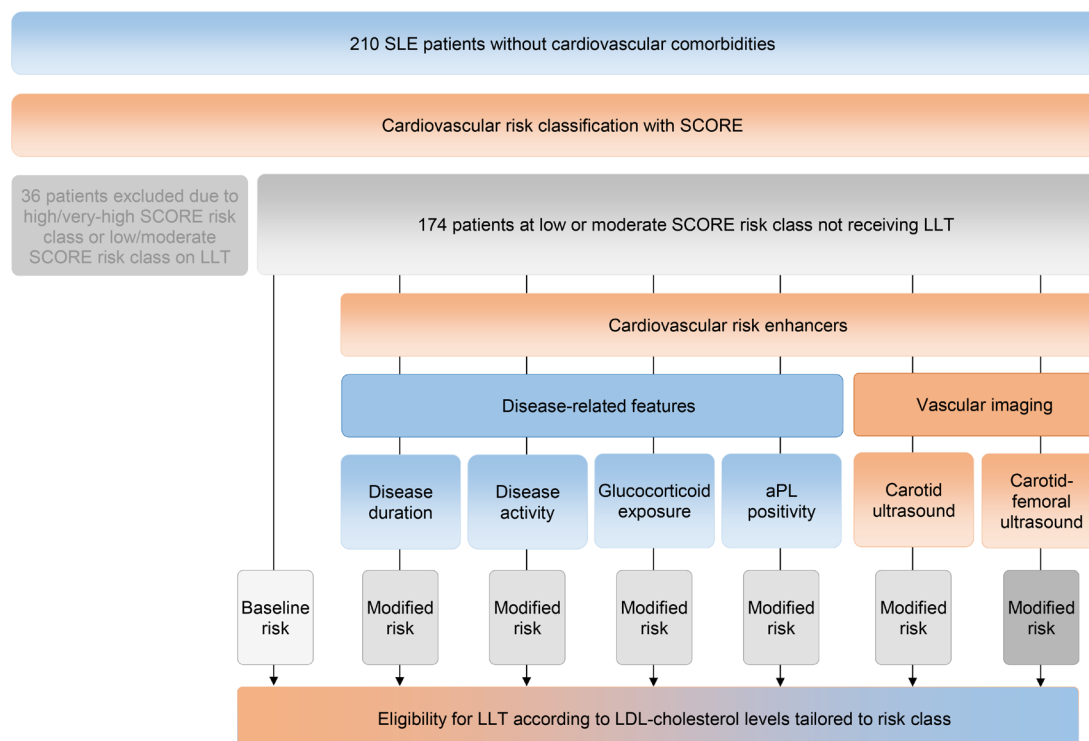 210 SLE patients without cardiovascular comorbidities
Cardiovascular risk classification with SCORE
36 patients excluded due to
high/very-high SCORE risk
class or low/moderate
SCORE risk class on LLT
174 patients at low or moderate SCORE risk class not receiving LLT
Cardiovascular risk enhancers
Disease-related features
Vascular imaging
Disease
duration
Disease
activity
Glucocorticoid
exposure
aPL
positivity
Carotid
ultrasound
Carotid-
femoral
ultrasound
Baseline
risk
Modified
risk
Modified
risk
Modified
risk
Modified
risk
Modified
risk
Modified
risk
Eligibility for LLT according to LDL-cholesterol levels tailored to risk class